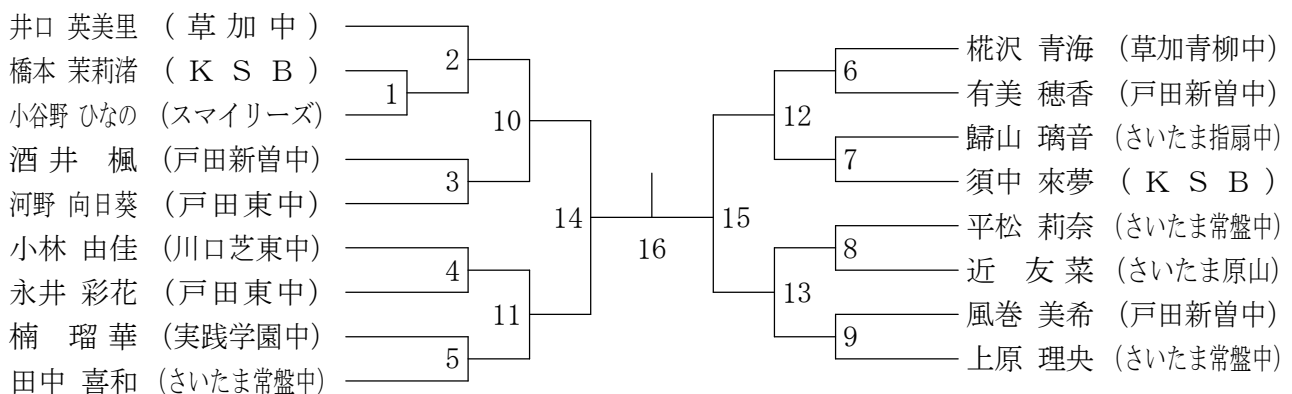 井口 英美里 (草加中)
橋本 茉莉渚 (KSB)
小谷野 ひなの (スマイリーズ)
酒井 楓 (戸田新曽中)
河野 向日葵 (戸田東中)
小林 由佳 (川口芝東中)
永井 彩花 (戸田東中)
楠 瑠華 (実践学園中)
田中 喜和 (さいたま常盤中)
1
2
3
4
5
10
11
14
16
15
12
13
6
7
8
9
椛沢 青海 (草加青柳中)
有美 穂香 (戸田新曽中)
歸山 璃音 (さいたま指扇中)
須中 來夢 (KSB)
平松 莉奈 (さいたま常盤中)
近 友菜 (さいたま原山)
風巻 美希 (戸田新曽中)
上原 理央 (さいたま常盤中)